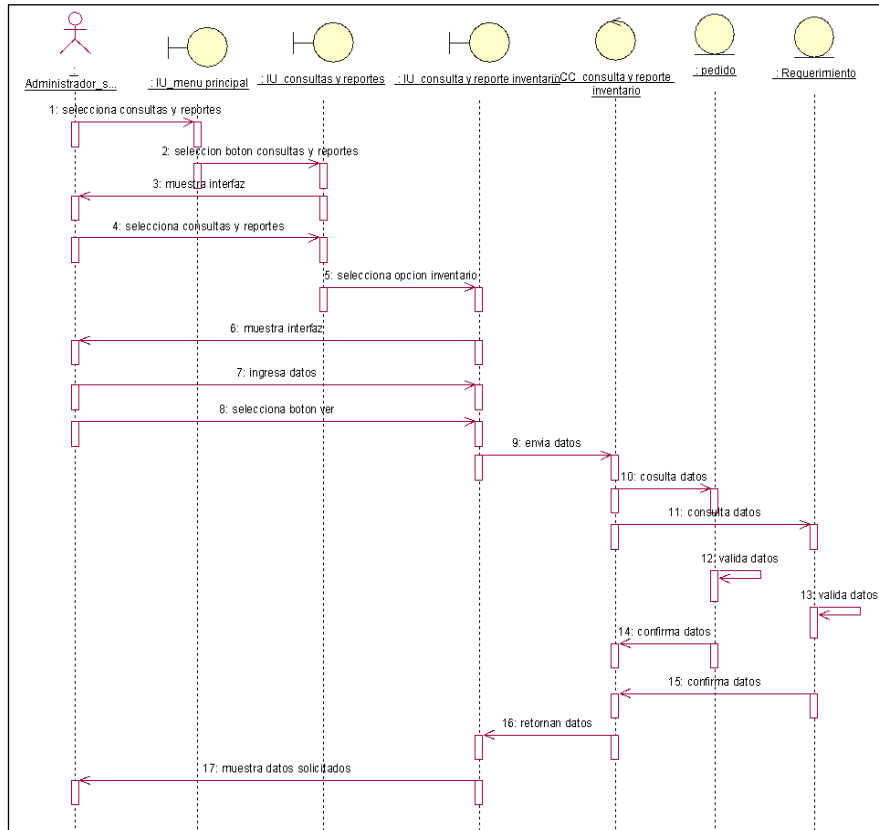 : Administrador_s...
: IU_menu principal
: IU_consultas y reportes
: IU_consulta y reporte inventario
: CC_consulta y reporte
inventario
: pedido
: Requerimiento
1: selecciona consultas y reportes
2: seleccion boton consultas y reportes
3: muestra interfaz
4: selecciona consultas y reportes
5: selecciona opcion inventario
6: muestra interfaz
7: ingresa datos
8: selecciona boton ver
9: envia datos
10: cosulta datos
11: consulta datos
12: valida datos
13: valida datos
14: confirma datos
15: confirma datos
16: retornan datos
17: muestra datos solicitados